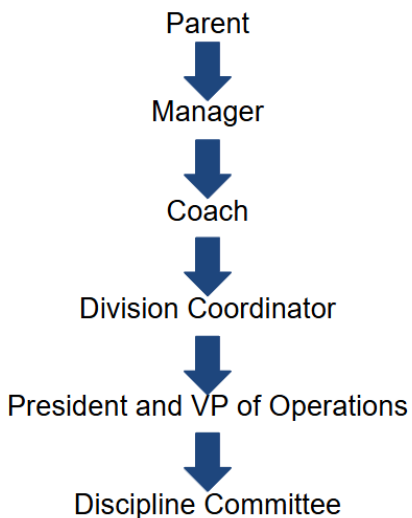 Parent
Manager
Coach
Division Coordinator
President and VP of Operations
Discipline Committee